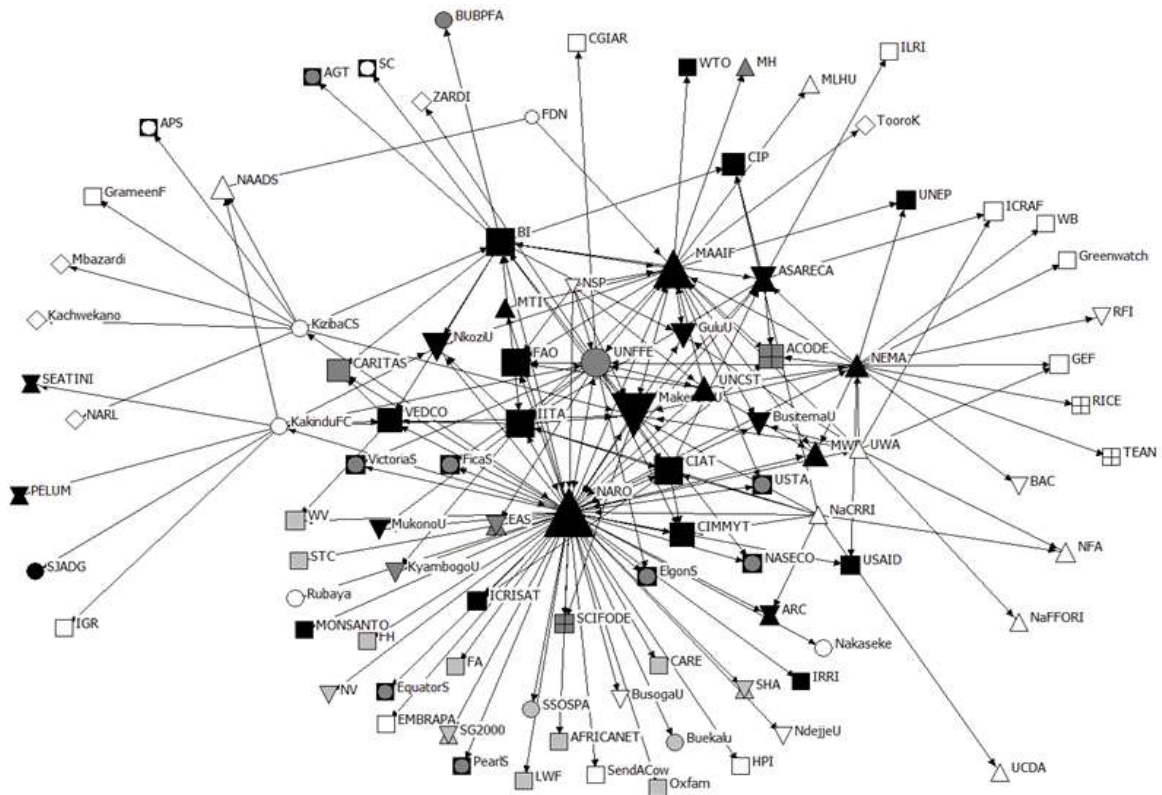 BUBPFA
CGIAR
ILRI
SC
AGT
WTO
MH
MLHU
ZARDI
FDN
TooroK
APS
CIP
NAADS
GrameenF
UNEP
ICRAF
WB
BI
MAAIF
Greenwatch
Mbazardi
ASARECA
NSP
MTI
RFI
Kachwekano
KizibaCS
NkoziU
GuluU
FAO
UNFFE
ACODE
NEMA
GEF
CARITAS
SEATINI
UNCST
RICE
NARL
KakinduFC
VEDCO
IITA
BusitemaU
UWA
TEAN
VictoriaS
FicaS
CIAT
USTA
BAC
PELUM
NARO
NaCRRI
WV
MukonoU
EEAS
CIMMYT
NFA
STC
KyambogoU
NASECO
USAID
SJADG
ElgonS
Rubaya
ICRISAT
ARC
IGR
MONSANTO
FH
SCIFODE
Nakaseke
NaFFORI
FA
CARE
IRRI
NV
EquatorS
SHA
SSOSPA
BusogaU
EMBRAPA
SG2000
AFRICANET
Buekalu
NdejjeU
PearlS
LWF
SendACow
Oxfam
HPI
UCDA